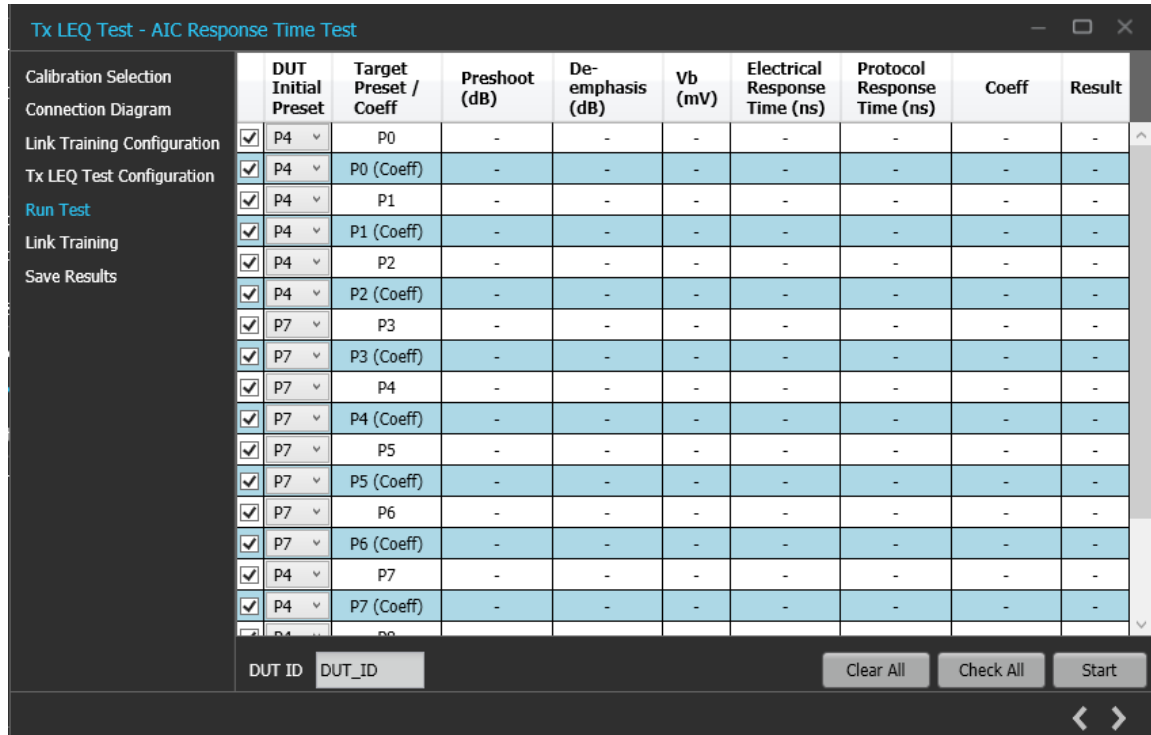 Tx LEQ Test - AIC Response Time Test
Calibration Selection
Connection Diagram
Link Training Configuration
Tx LEQ Test Configuration
Run Test
Link Training
Save Results
DUT Initial Preset Target Preset / Coeff Preshoot (dB) De-emphasis (dB) Vb (mV) Electrical Response Time (ns) Protocol Response Time (ns) Coeff Result
P4 P0 - - - - - - -
P4 P0 (Coeff) - - - - - - -
P4 P1 - - - - - - -
P4 P1 (Coeff) - - - - - - -
P4 P2 - - - - - - -
P4 P2 (Coeff) - - - - - - -
P7 P3 - - - - - - -
P7 P3 (Coeff) - - - - - - -
P7 P4 - - - - - - -
P7 P4 (Coeff) - - - - - - -
P7 P5 - - - - - - -
P7 P5 (Coeff) - - - - - - -
P7 P6 - - - - - - -
P7 P6 (Coeff) - - - - - - -
P4 P7 - - - - - - -
P4 P7 (Coeff) - - - - - - -
DUT ID DUT_ID Clear All Check All Start